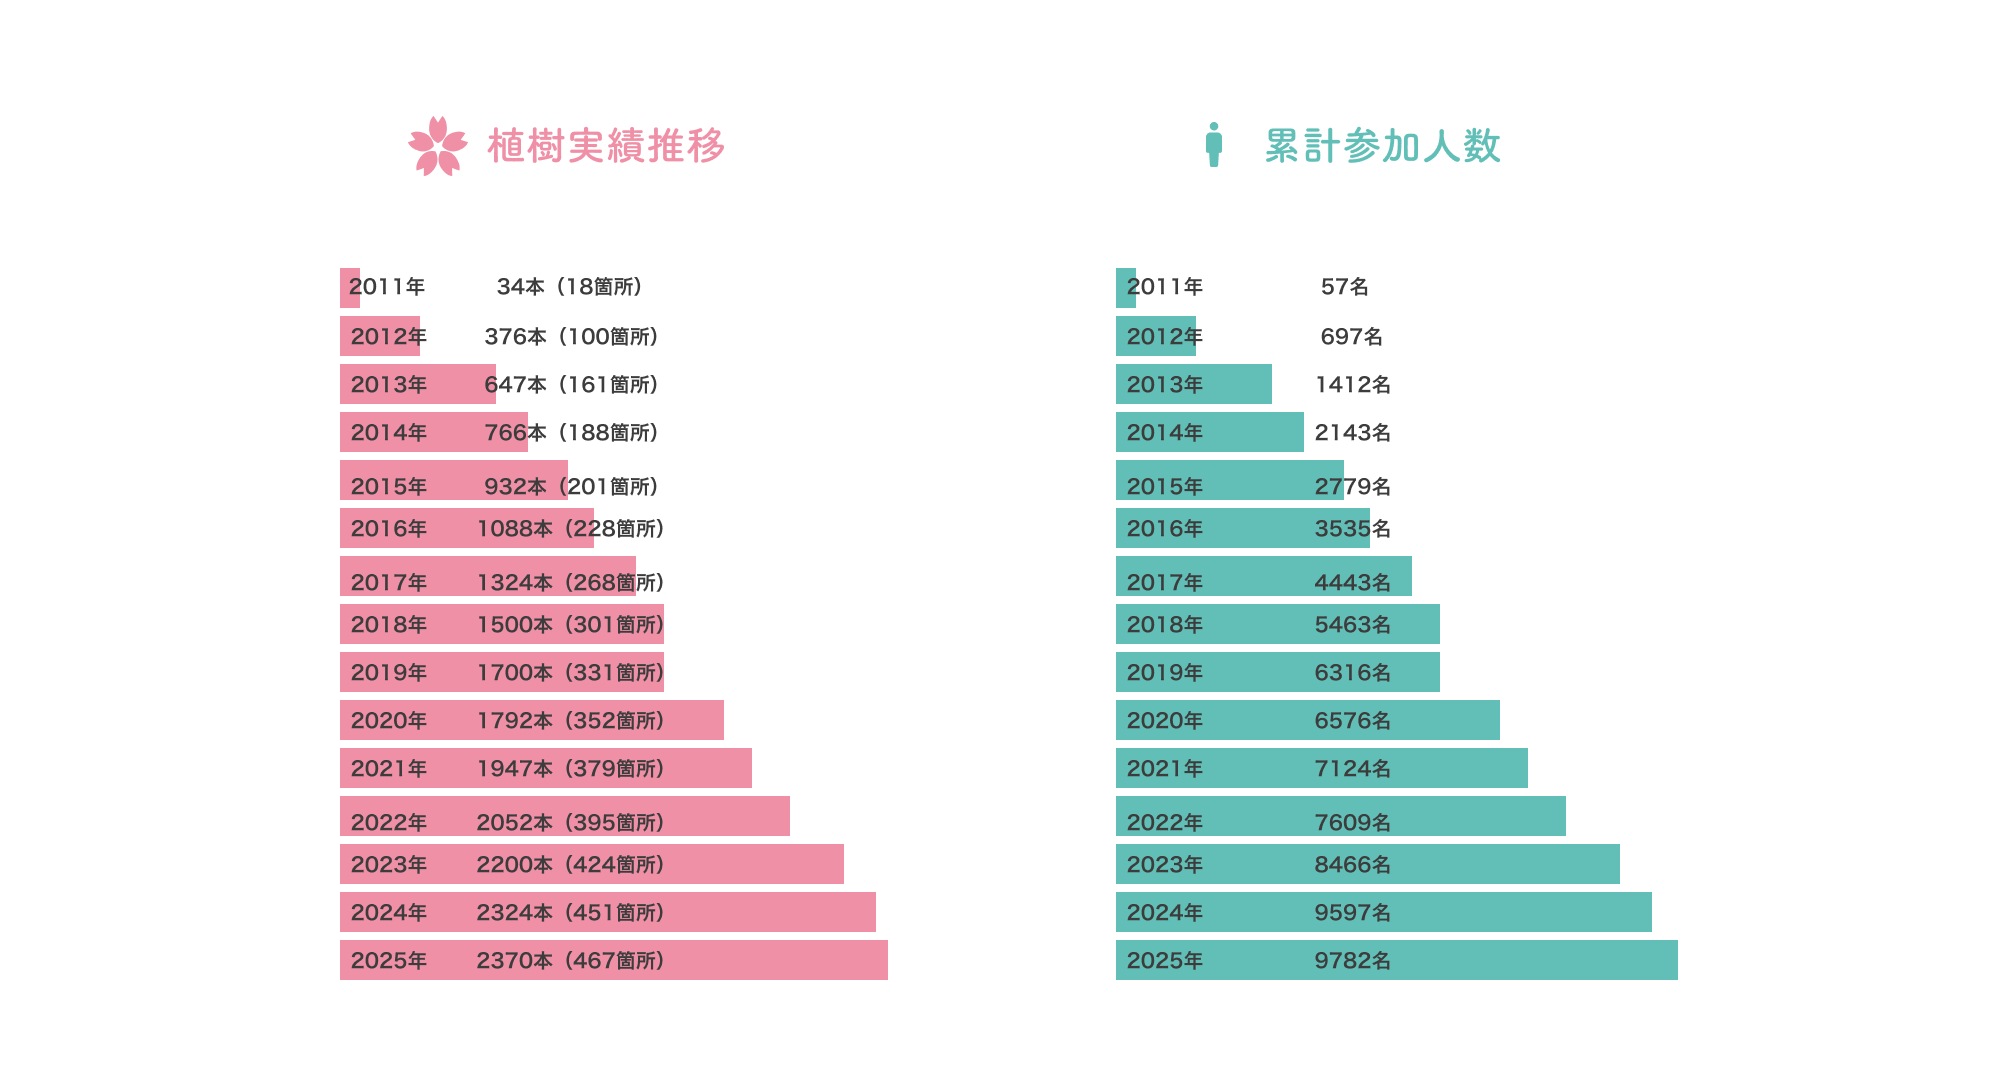 植樹実績推移
2011年 34本（18箇所）
2012年 376本（100箇所）
2013年 647本（161箇所）
2014年 766本（188箇所）
2015年 932本（201箇所）
2016年 1088本（228箇所）
2017年 1324本（268箇所）
2018年 1500本（301箇所）
2019年 1700本（331箇所）
2020年 1792本（352箇所）
2021年 1947本（379箇所）
2022年 2052本（395箇所）
2023年 2200本（424箇所）
2024年 2324本（451箇所）
2025年 2370本（467箇所）
累計参加人数
2011年 57名
2012年 697名
2013年 1412名
2014年 2143名
2015年 2779名
2016年 3535名
2017年 4443名
2018年 5463名
2019年 6316名
2020年 6576名
2021年 7124名
2022年 7609名
2023年 8466名
2024年 9597名
2025年 9782名